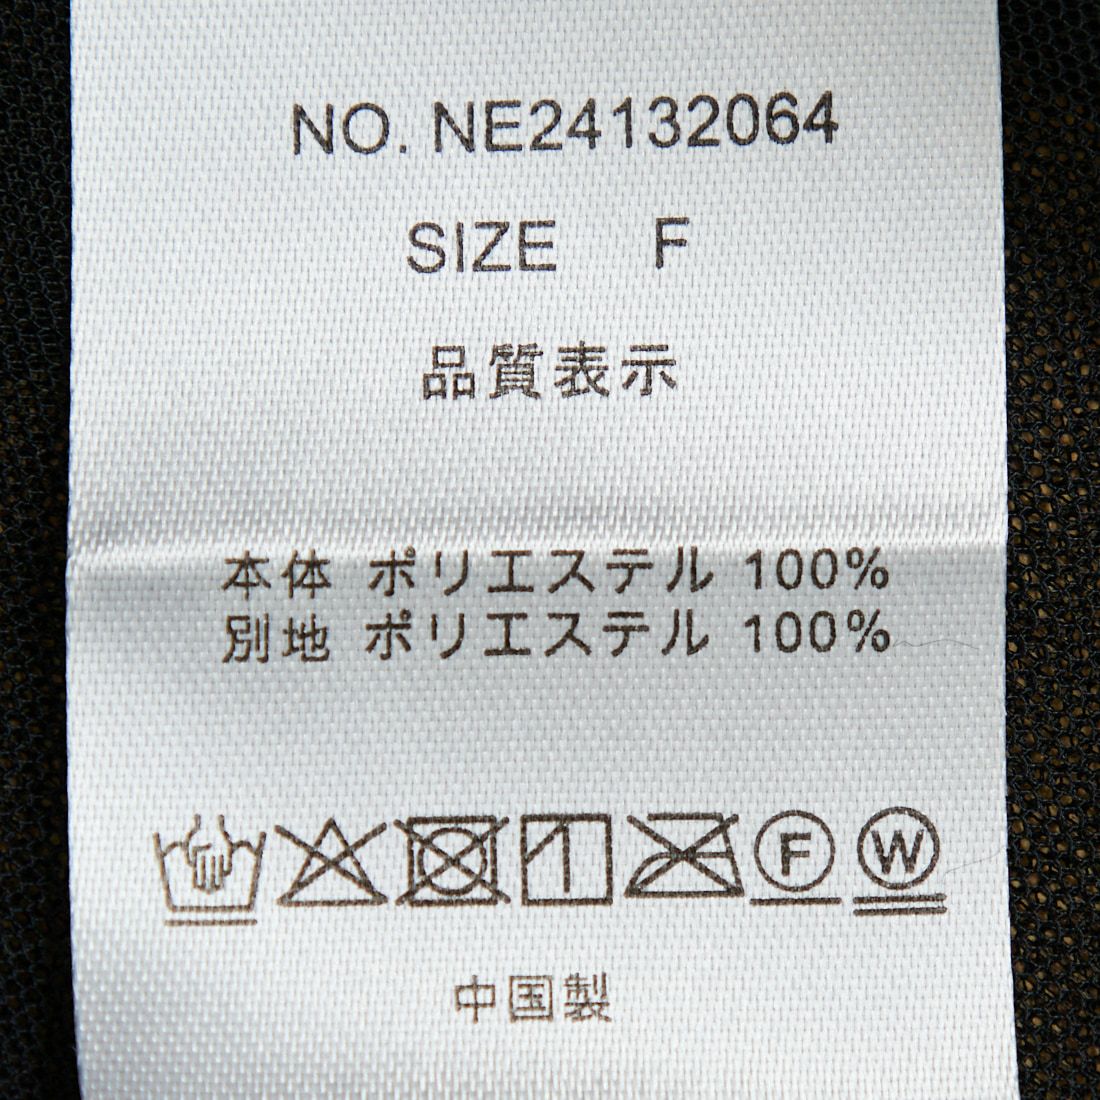 NO. NE24132064
SIZE F
品質表示
本体 ポリエステル 100%
別地 ポリエステル 100%
F W
中国製